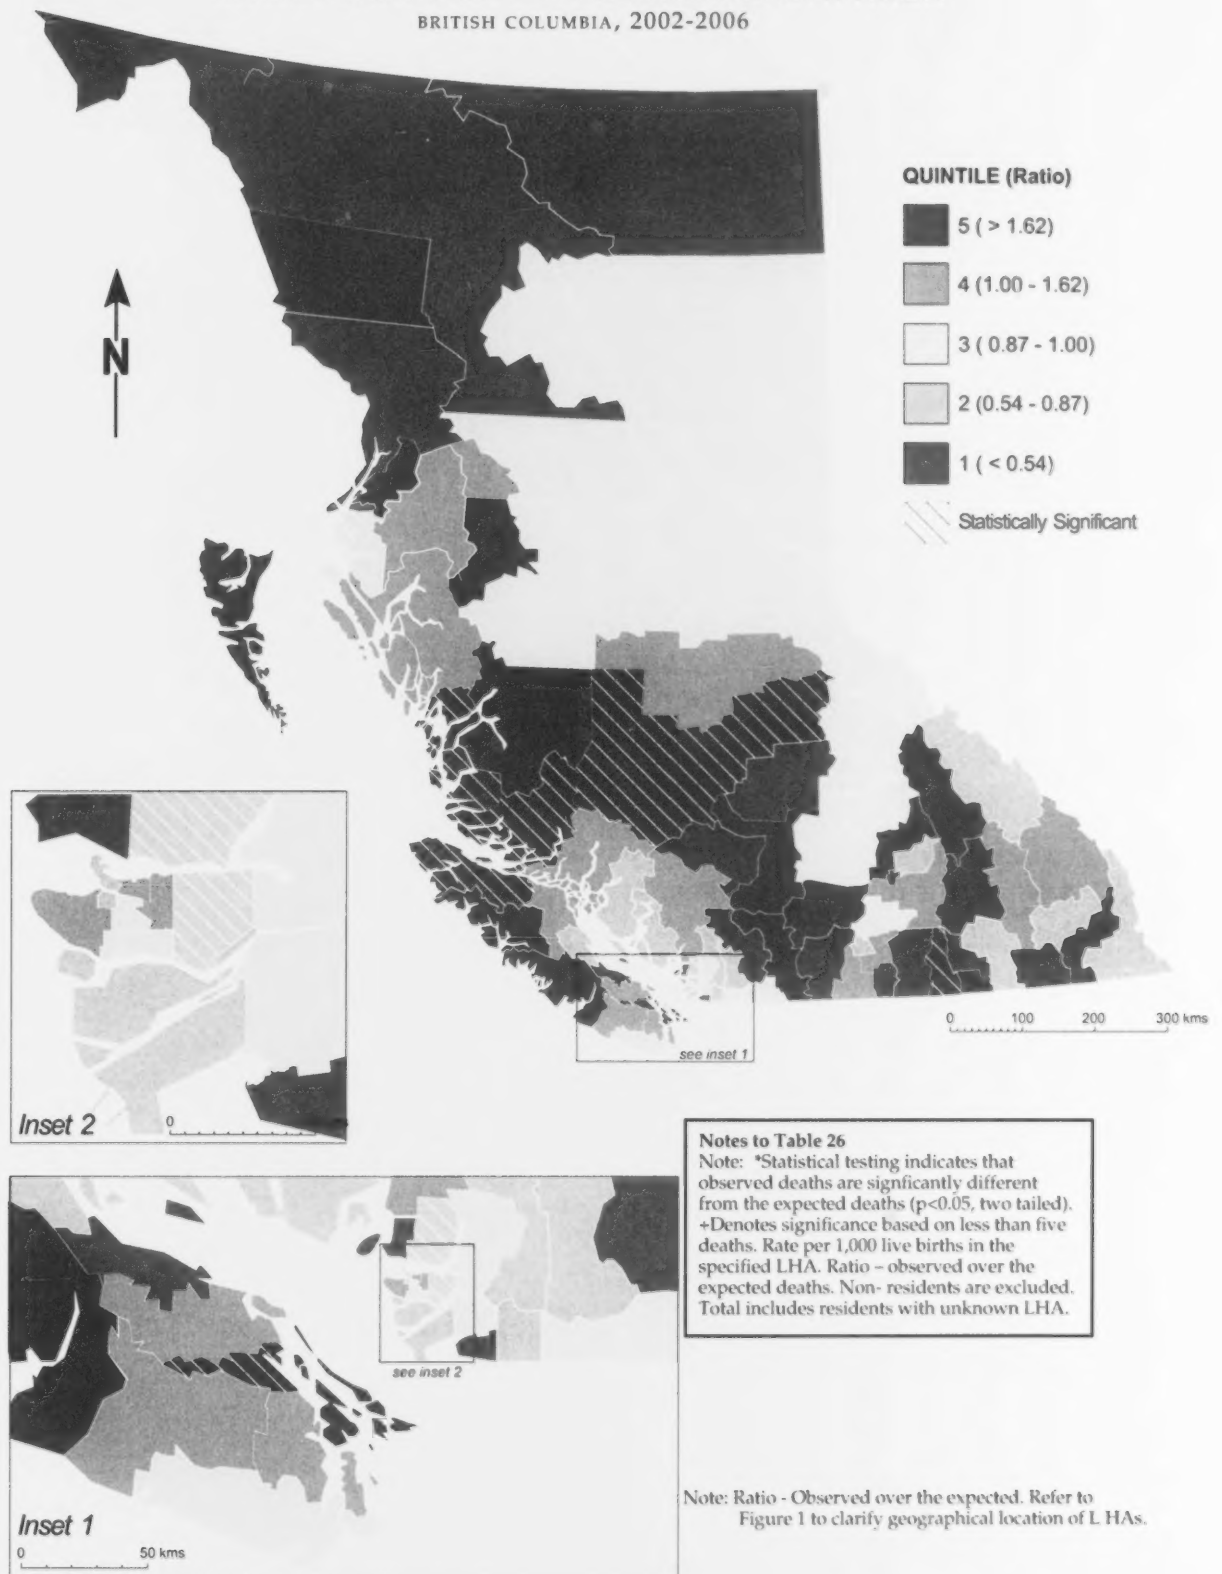 BRITISH COLUMBIA, 2002-2006
QUINTILE (Ratio)
5 ( > 1.62)
4 (1.00 - 1.62)
3 ( 0.87 - 1.00)
2 (0.54 - 0.87)
1 ( < 0.54)
Statistically Significant
N
0 100 200 300 kms
see inset 1
Inset 2
0
Notes to Table 26
Note: *Statistical testing indicates that
observed deaths are signficantly different
from the expected deaths (p<0.05, two tailed).
+Denotes significance based on less than five
deaths. Rate per 1,000 live births in the
specified LHA. Ratio – observed over the
expected deaths. Non- residents are excluded.
Total includes residents with unknown LHA.
see inset 2
Inset 1
0 50 kms
Note: Ratio - Observed over the expected. Refer to
Figure 1 to clarify geographical location of L HAs.